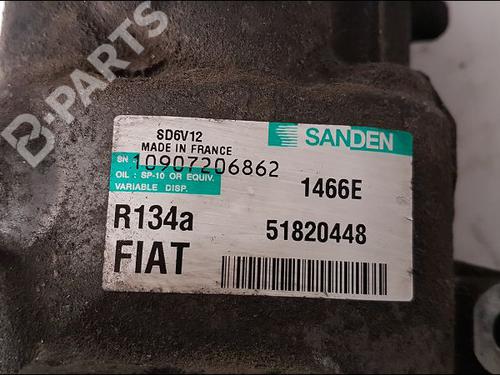 B-PARTS
SD6V12
MADE IN FRANCE
SANDEN
SN 10907206862
OIL : SP-10 OR EQUIV.
VARIABLE DISP.
1466E
R134a
51820448
FIAT
B-PARTS